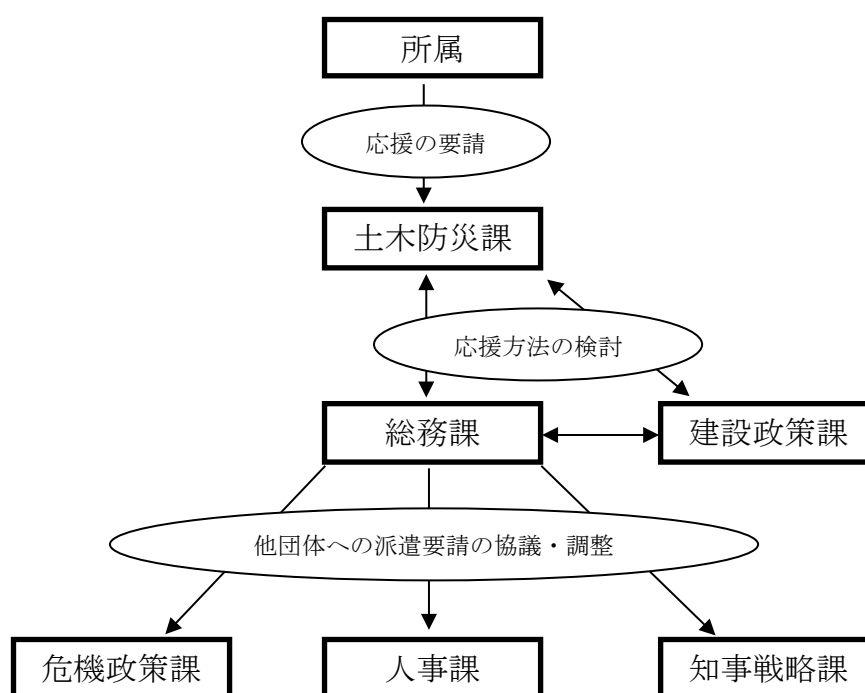 所属
応援の要請
土木防災課
応援方法の検討
総務課
建設政策課
他団体への派遣要請の協議・調整
危機政策課
人事課
知事戦略課